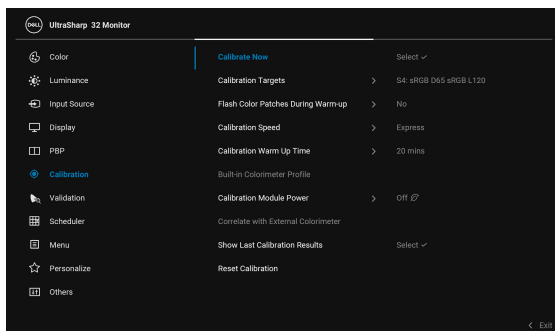 DELL UltraSharp 32 Monitor
Color Calibrate Now Select
Luminance Calibration Targets S4: sRGB D65 sRGB L120
Input Source Flash Color Patches During Warm-up No
Display Calibration Speed Express
PBP Calibration Warm Up Time 20 mins
Calibration Built-in Colorimeter Profile
Validation Calibration Module Power Off
Scheduler Correlate with External Colorimeter
Menu Show Last Calibration Results Select
Personalize Reset Calibration
Others
Exit